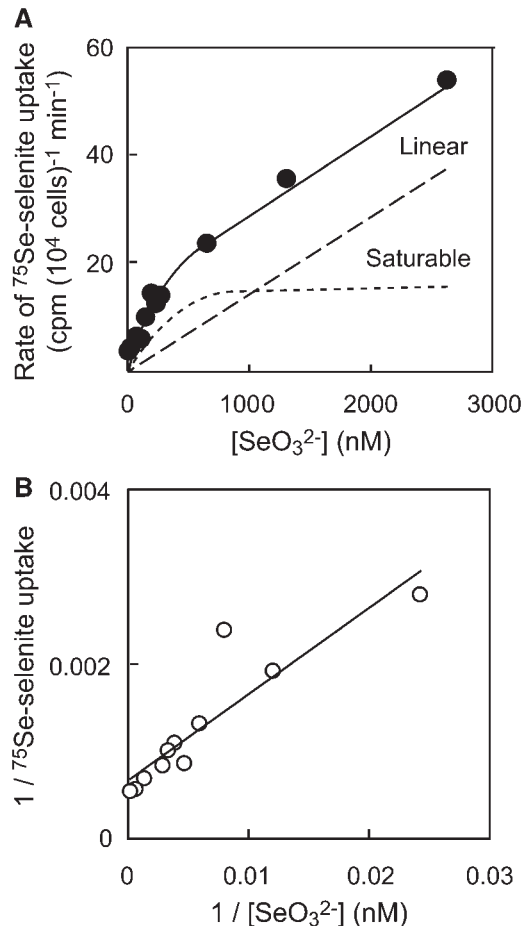 A
Rate of ⁷⁵Se-selenite uptake
(cpm (10⁴ cells)⁻¹ min⁻¹)
60
40
20
Linear
Saturable
0 1000 2000 3000
[SeO₃²⁻] (nM)
B
1 / ⁷⁵Se-selenite uptake
0.004
0.002
0
0 0.01 0.02 0.03
1 / [SeO₃²⁻] (nM)